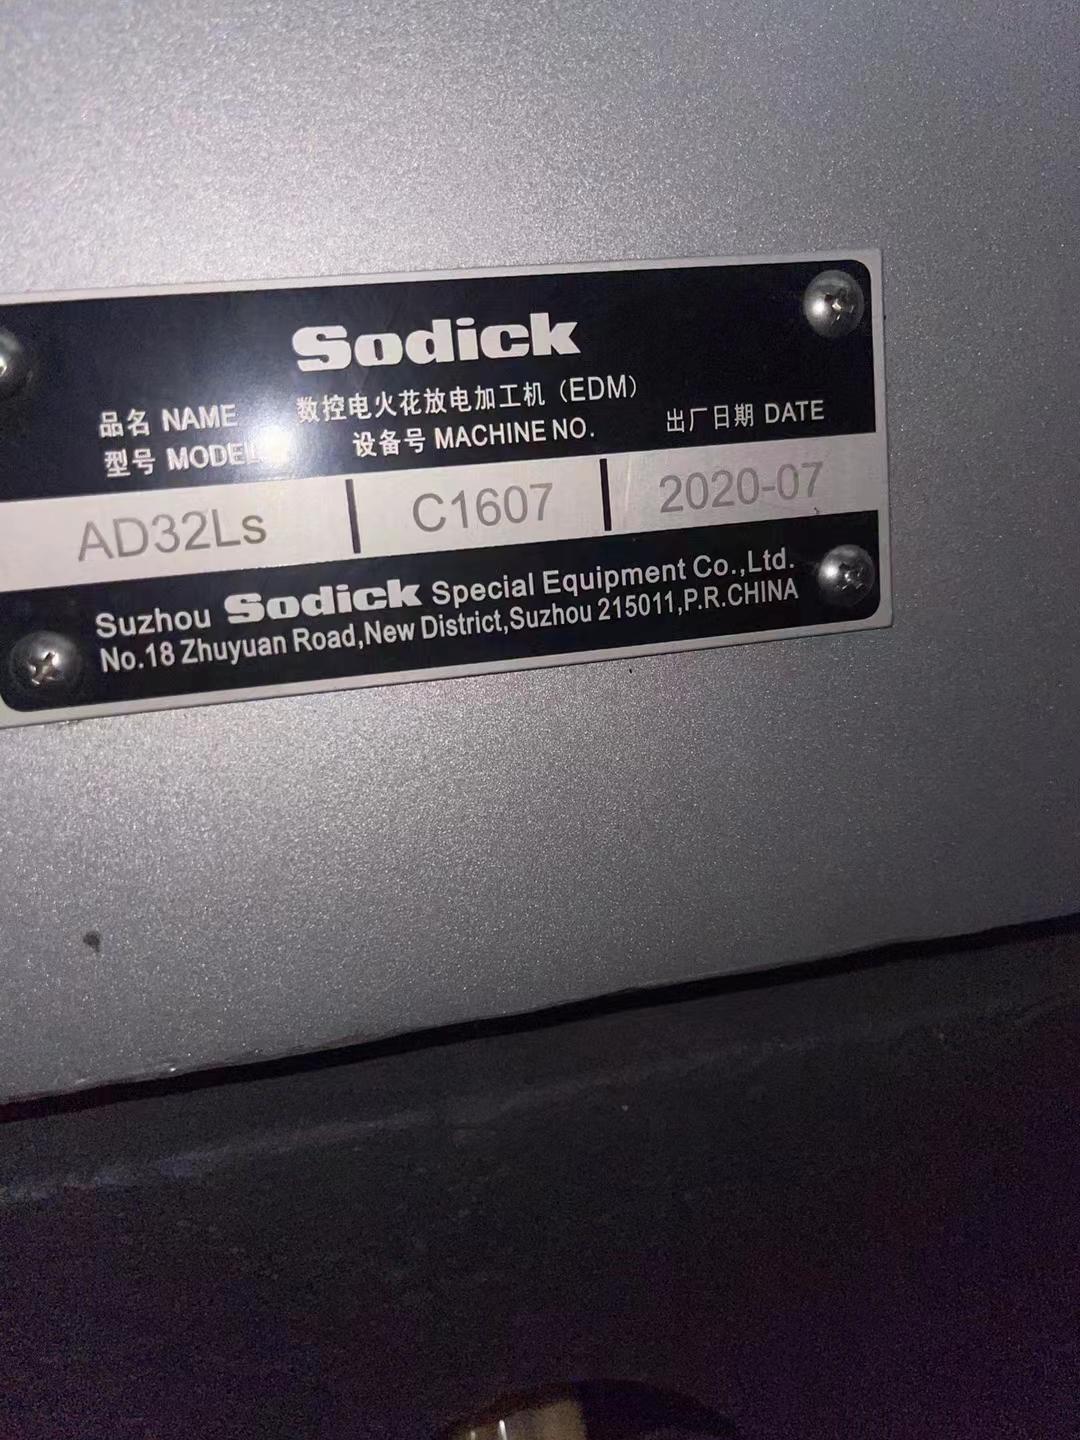 Sodick
品名 NAME 数控电火花放电加工机（EDM）
型号 MODEL 设备号 MACHINE NO. 出厂日期 DATE
AD32Ls C1607 2020-07
Suzhou Sodick Special Equipment Co.,Ltd.
No.18 Zhuyuan Road,New District,Suzhou 215011,P.R.CHINA